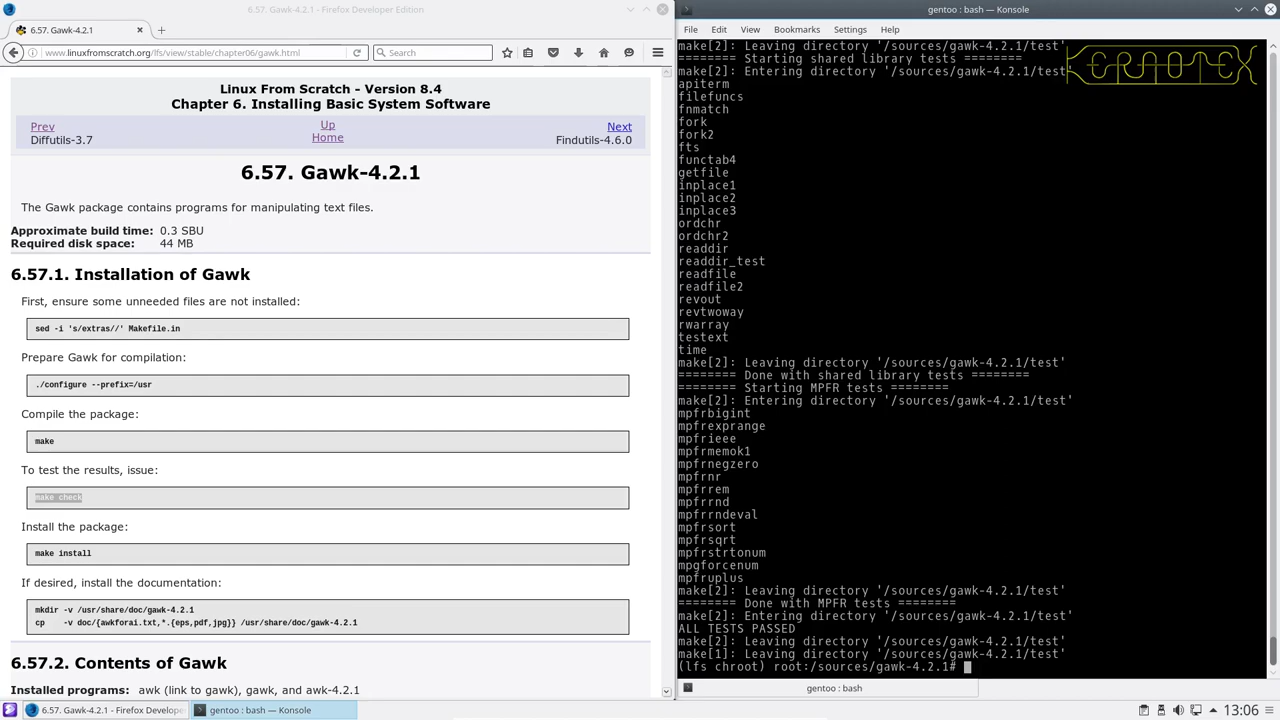 6.57. Gawk-4.2.1 - Firefox Developer Edition
6.57. Gawk-4.2.1
www.linuxfromscratch.org/lfs/view/stable/chapter06/gawk.html
Search
Linux From Scratch - Version 8.4
Chapter 6. Installing Basic System Software
Prev
Up
Next
Diffutils-3.7
Home
Findutils-4.6.0
6.57. Gawk-4.2.1
The Gawk package contains programs for manipulating text files.
Approximate build time: 0.3 SBU
Required disk space: 44 MB
6.57.1. Installation of Gawk
First, ensure some unneeded files are not installed:
sed -i 's/extras//' Makefile.in
Prepare Gawk for compilation:
./configure --prefix=/usr
Compile the package:
make
To test the results, issue:
make check
Install the package:
make install
If desired, install the documentation:
mkdir -v /usr/share/doc/gawk-4.2.1
cp -v doc/{awkforai.txt,*.{eps,pdf,jpg}} /usr/share/doc/gawk-4.2.1
6.57.2. Contents of Gawk
Installed programs: awk (link to gawk), gawk, and awk-4.2.1
gentoo : bash — Konsole
File Edit View Bookmarks Settings Help
make[2]: Leaving directory '/sources/gawk-4.2.1/test'
======== Starting shared library tests ========
make[2]: Entering directory '/sources/gawk-4.2.1/test'
apiterm
filefuncs
fnmatch
fork
fork2
fts
functab4
getfile
inplace1
inplace2
inplace3
ordchr
ordchr2
readdir
readdir_test
readfile
readfile2
revout
revtwoway
rwarray
testext
time
make[2]: Leaving directory '/sources/gawk-4.2.1/test'
======== Done with shared library tests ========
======== Starting MPFR tests ========
make[2]: Entering directory '/sources/gawk-4.2.1/test'
mpfrbigint
mpfrexprange
mpfrieee
mpfrmemok1
mpfrnegzero
mpfrnr
mpfrrem
mpfrrnd
mpfrrndeval
mpfrsort
mpfrsqrt
mpfrstrtonum
mpgforcenum
mpfruplus
make[2]: Leaving directory '/sources/gawk-4.2.1/test'
======== Done with MPFR tests ========
make[2]: Entering directory '/sources/gawk-4.2.1/test'
ALL TESTS PASSED
make[2]: Leaving directory '/sources/gawk-4.2.1/test'
make[1]: Leaving directory '/sources/gawk-4.2.1/test'
(lfs chroot) root:/sources/gawk-4.2.1#
gentoo : bash
6.57. Gawk-4.2.1 - Firefox Develope
gentoo : bash — Konsole
13:06